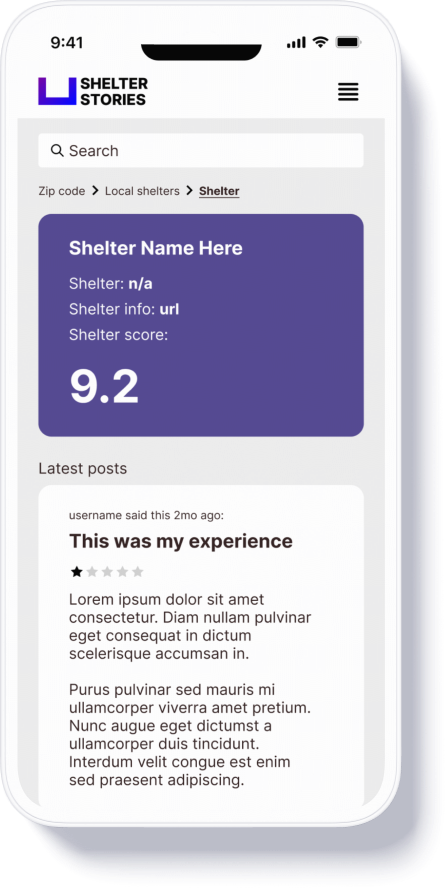 9:41
SHELTER
STORIES
Search
Zip code > Local shelters > Shelter
Shelter Name Here
Shelter: n/a
Shelter info: url
Shelter score:
9.2
Latest posts
username said this 2mo ago:
This was my experience
Lorem ipsum dolor sit amet
consectetur. Diam nullam pulvinar
eget consequat in dictum
scelerisque accumsan in.
Purus pulvinar sed mauris mi
ullamcorper viverra amet pretium.
Nunc augue eget dictumst a
ullamcorper duis tincidunt.
Interdum velit congue est enim
sed praesent adipiscing.